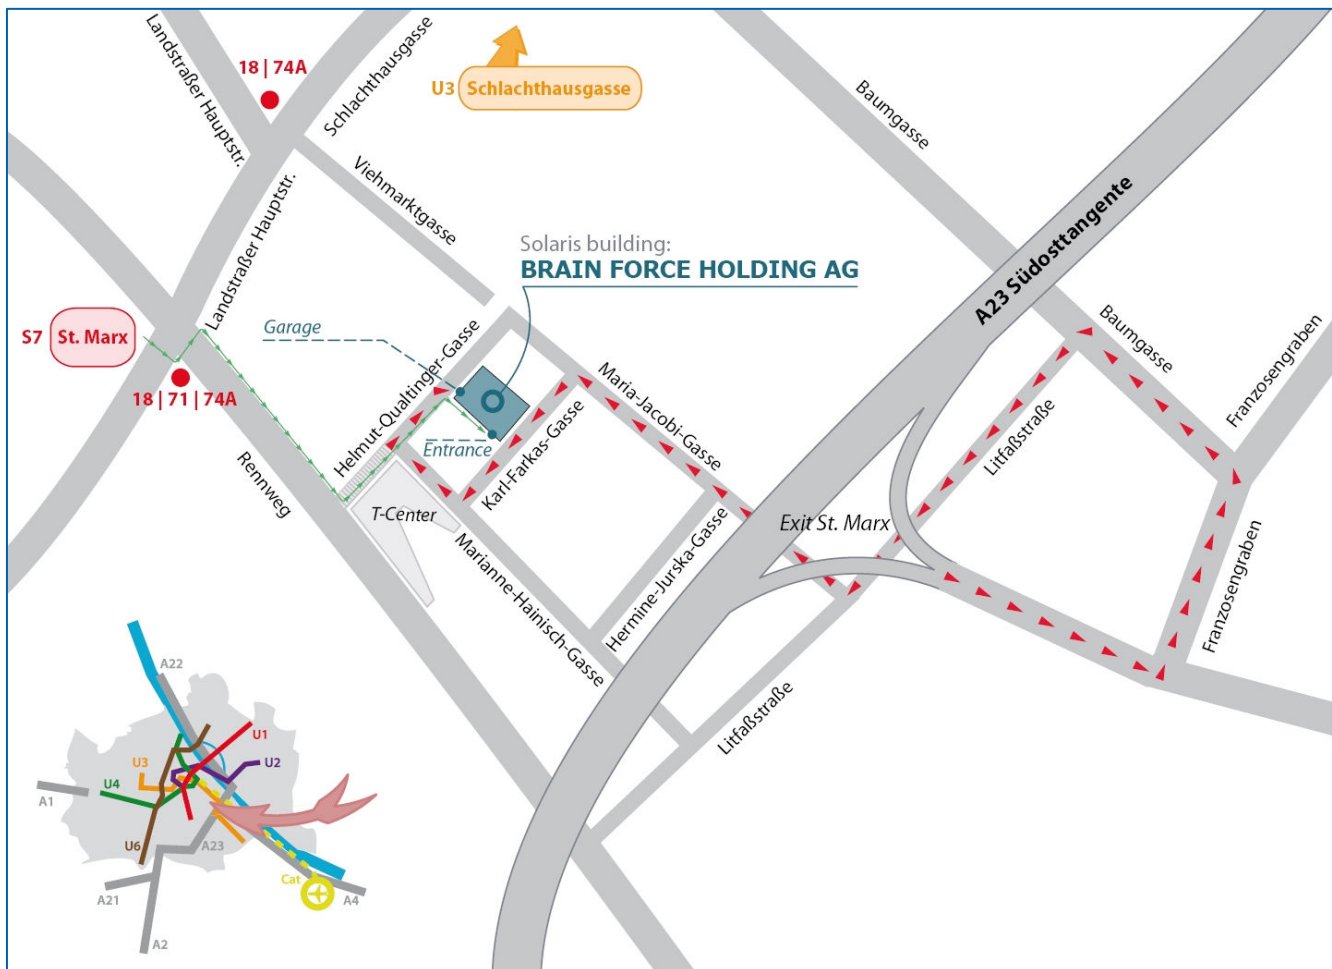 Landstraßer Hauptstr.
18 | 74A
Schlachthausgasse
U3 Schlachthausgasse
Baumgasse
Viehmarktgasse
Landstraßer Hauptstr.
A23 Südosttangente
Solaris building:
BRAIN FORCE HOLDING AG
S7 St. Marx
18 | 71 | 74A
Garage
Helmut-Qualtinger-Gasse
Entrance
Karl-Farkas-Gasse
Maria-Jacobi-Gasse
Baumgasse
Franzosengraben
Litfaßstraße
Rennweg
T-Center
Exit St. Marx
Marianne-Hainisch-Gasse
Hermine-Jurska-Gasse
Franzosengraben
Litfaßstraße
A22
U1
U3
U2
U4
A1
U6
A23
Cat
A21
A4
A2